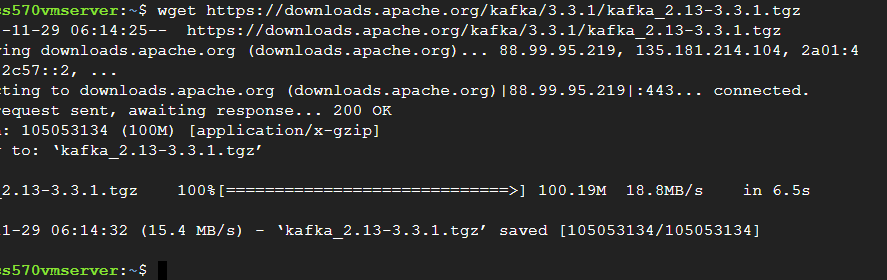 ss570vmserver:~$ wget https://downloads.apache.org/kafka/3.3.1/kafka_2.13-3.3.1.tgz
-11-29 06:14:25--  https://downloads.apache.org/kafka/3.3.1/kafka_2.13-3.3.1.tgz
ving downloads.apache.org (downloads.apache.org)... 88.99.95.219, 135.181.214.104, 2a01:4
2c57::2, ...
cting to downloads.apache.org (downloads.apache.org)|88.99.95.219|:443... connected.
request sent, awaiting response... 200 OK
: 105053134 (100M) [application/x-gzip]
to: ‘kafka_2.13-3.3.1.tgz’
2.13-3.3.1.tgz    100%[=============================>] 100.19M  18.8MB/s    in 6.5s
1-29 06:14:32 (15.4 MB/s) - ‘kafka_2.13-3.3.1.tgz’ saved [105053134/105053134]
ss570vmserver:~$